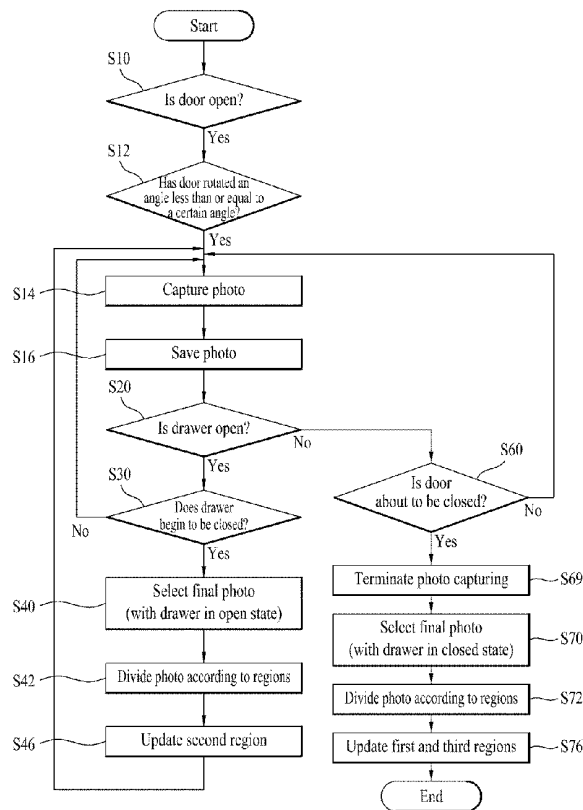 Start
S10
Is door open?
Yes
S12
Has door rotated an
angle less than or equal to
a certain angle?
Yes
S14
Capture photo
S16
Save photo
S20
Is drawer open?
No
Yes
S30
Does drawer
begin to be closed?
No
Yes
S40
Select final photo
(with drawer in open state)
S42
Divide photo according to regions
S46
Update second region
S60
Is door
about to be closed?
No
Yes
Terminate photo capturing
S69
Select final photo
(with drawer in closed state)
S70
Divide photo according to regions
S72
Update first and third regions
S76
End